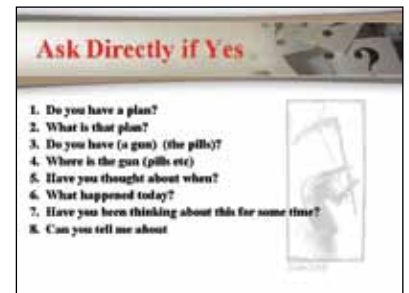 Ask Directly if Yes
1. Do you have a plan?
2. What is that plan?
3. Do you have (a gun) (the pills)?
4. Where is the gun (pills etc)
5. Have you thought about when?
6. What happened today?
7. Have you been thinking about this for some time?
8. Can you tell me about